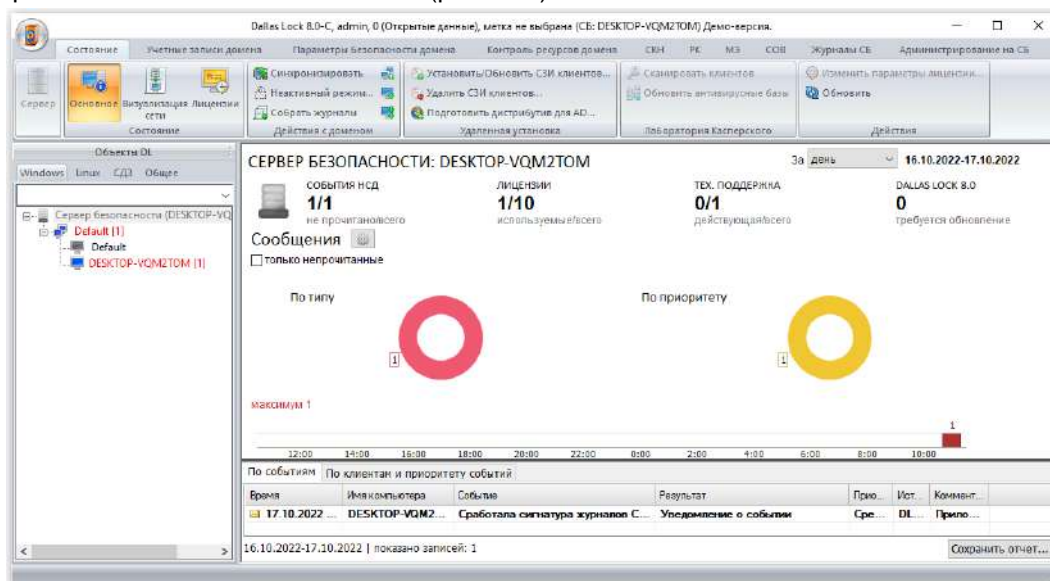 Dallas Lock 8.0-C, admin, 0 (Открытые данные), метка не выбрана (СБ: DESKTOP-VQM2TOM) Демо-версия.
Состояние Учетные записи домена Параметры безопасности домена Контроль ресурсов домена СКН РК МЭ СОВ Журналы СБ Администрирование на СБ
Сервер
Основное Визуализация сети Лицензии
Состояние
Синхронизировать
Неактивный режим...
Собрать журналы
Действия с доменом
Установить/Обновить СЗИ клиентов...
Удалить СЗИ клиентов...
Подготовить дистрибутив для AD...
Удаленная установка
Сканировать клиентов
Обновить антивирусные базы
Лаборатория Касперского
Изменить параметры лицензии...
Обновить
Действия
Объекты DL
Windows Linux СДЗ Общее
Сервер безопасности (DESKTOP-VQ
Default [1]
Default
DESKTOP-VQM2TOM [1]
СЕРВЕР БЕЗОПАСНОСТИ: DESKTOP-VQM2TOM
За день 16.10.2022-17.10.2022
СОБЫТИЯ НСД ЛИЦЕНЗИИ ТЕХ. ПОДДЕРЖКА DALLAS LOCK 8.0
1/1 1/10 0/1 0
не прочитано/всего используемые/всего действующая/всего требуется обновление
Сообщения
только непрочитанные
По типу По приоритету
1 1
максимум 1
1
12:00 14:00 16:00 18:00 20:00 22:00 0:00 2:00 4:00 6:00 8:00 10:00
По событиям По клиентам и приоритету событий
Время Имя компьютера Событие Результат Прио... Ист... Коммент...
17.10.2022 ... DESKTOP-VQM2... Сработала сигнатура журналов С... Уведомление о событии Сре... DL... Прило...
16.10.2022-17.10.2022 | показано записей: 1
Сохранить отчет...